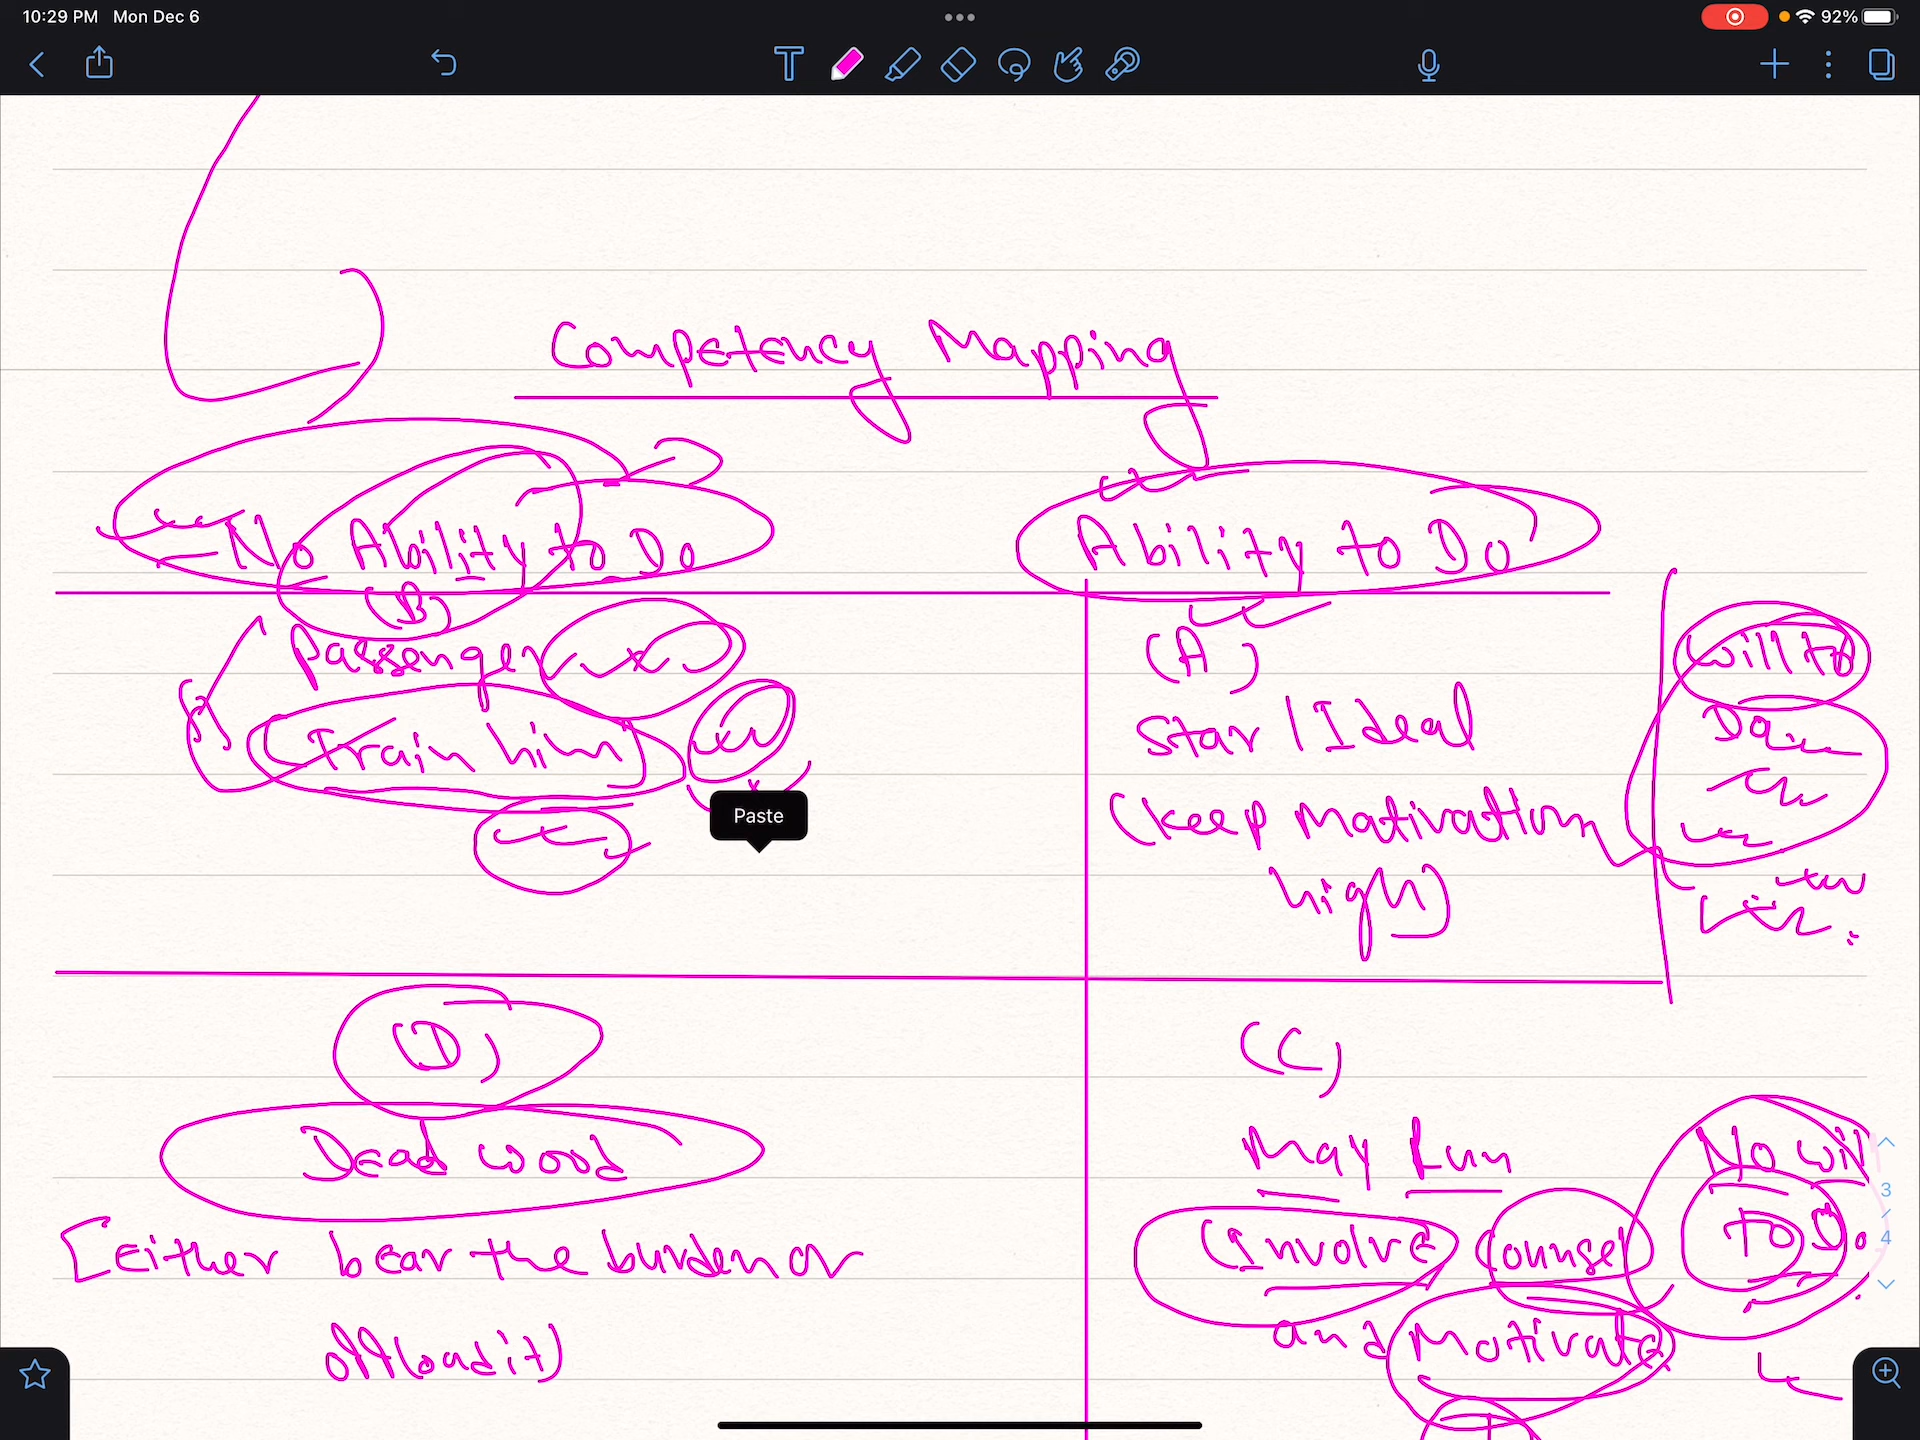 10:29 PM Mon Dec 6
92%
Competency Mapping
No Ability to Do
Ability to Do
(B)
Passenger
(Train him)
Paste
(A)
Star / Ideal
(Keep Motivation
high)
Will to
Do
(D)
Dead wood
[Either bear the burden or
offload it)
(C)
May Run
(Involve Counsel
and Motivate
No will
To Do
3
/
4